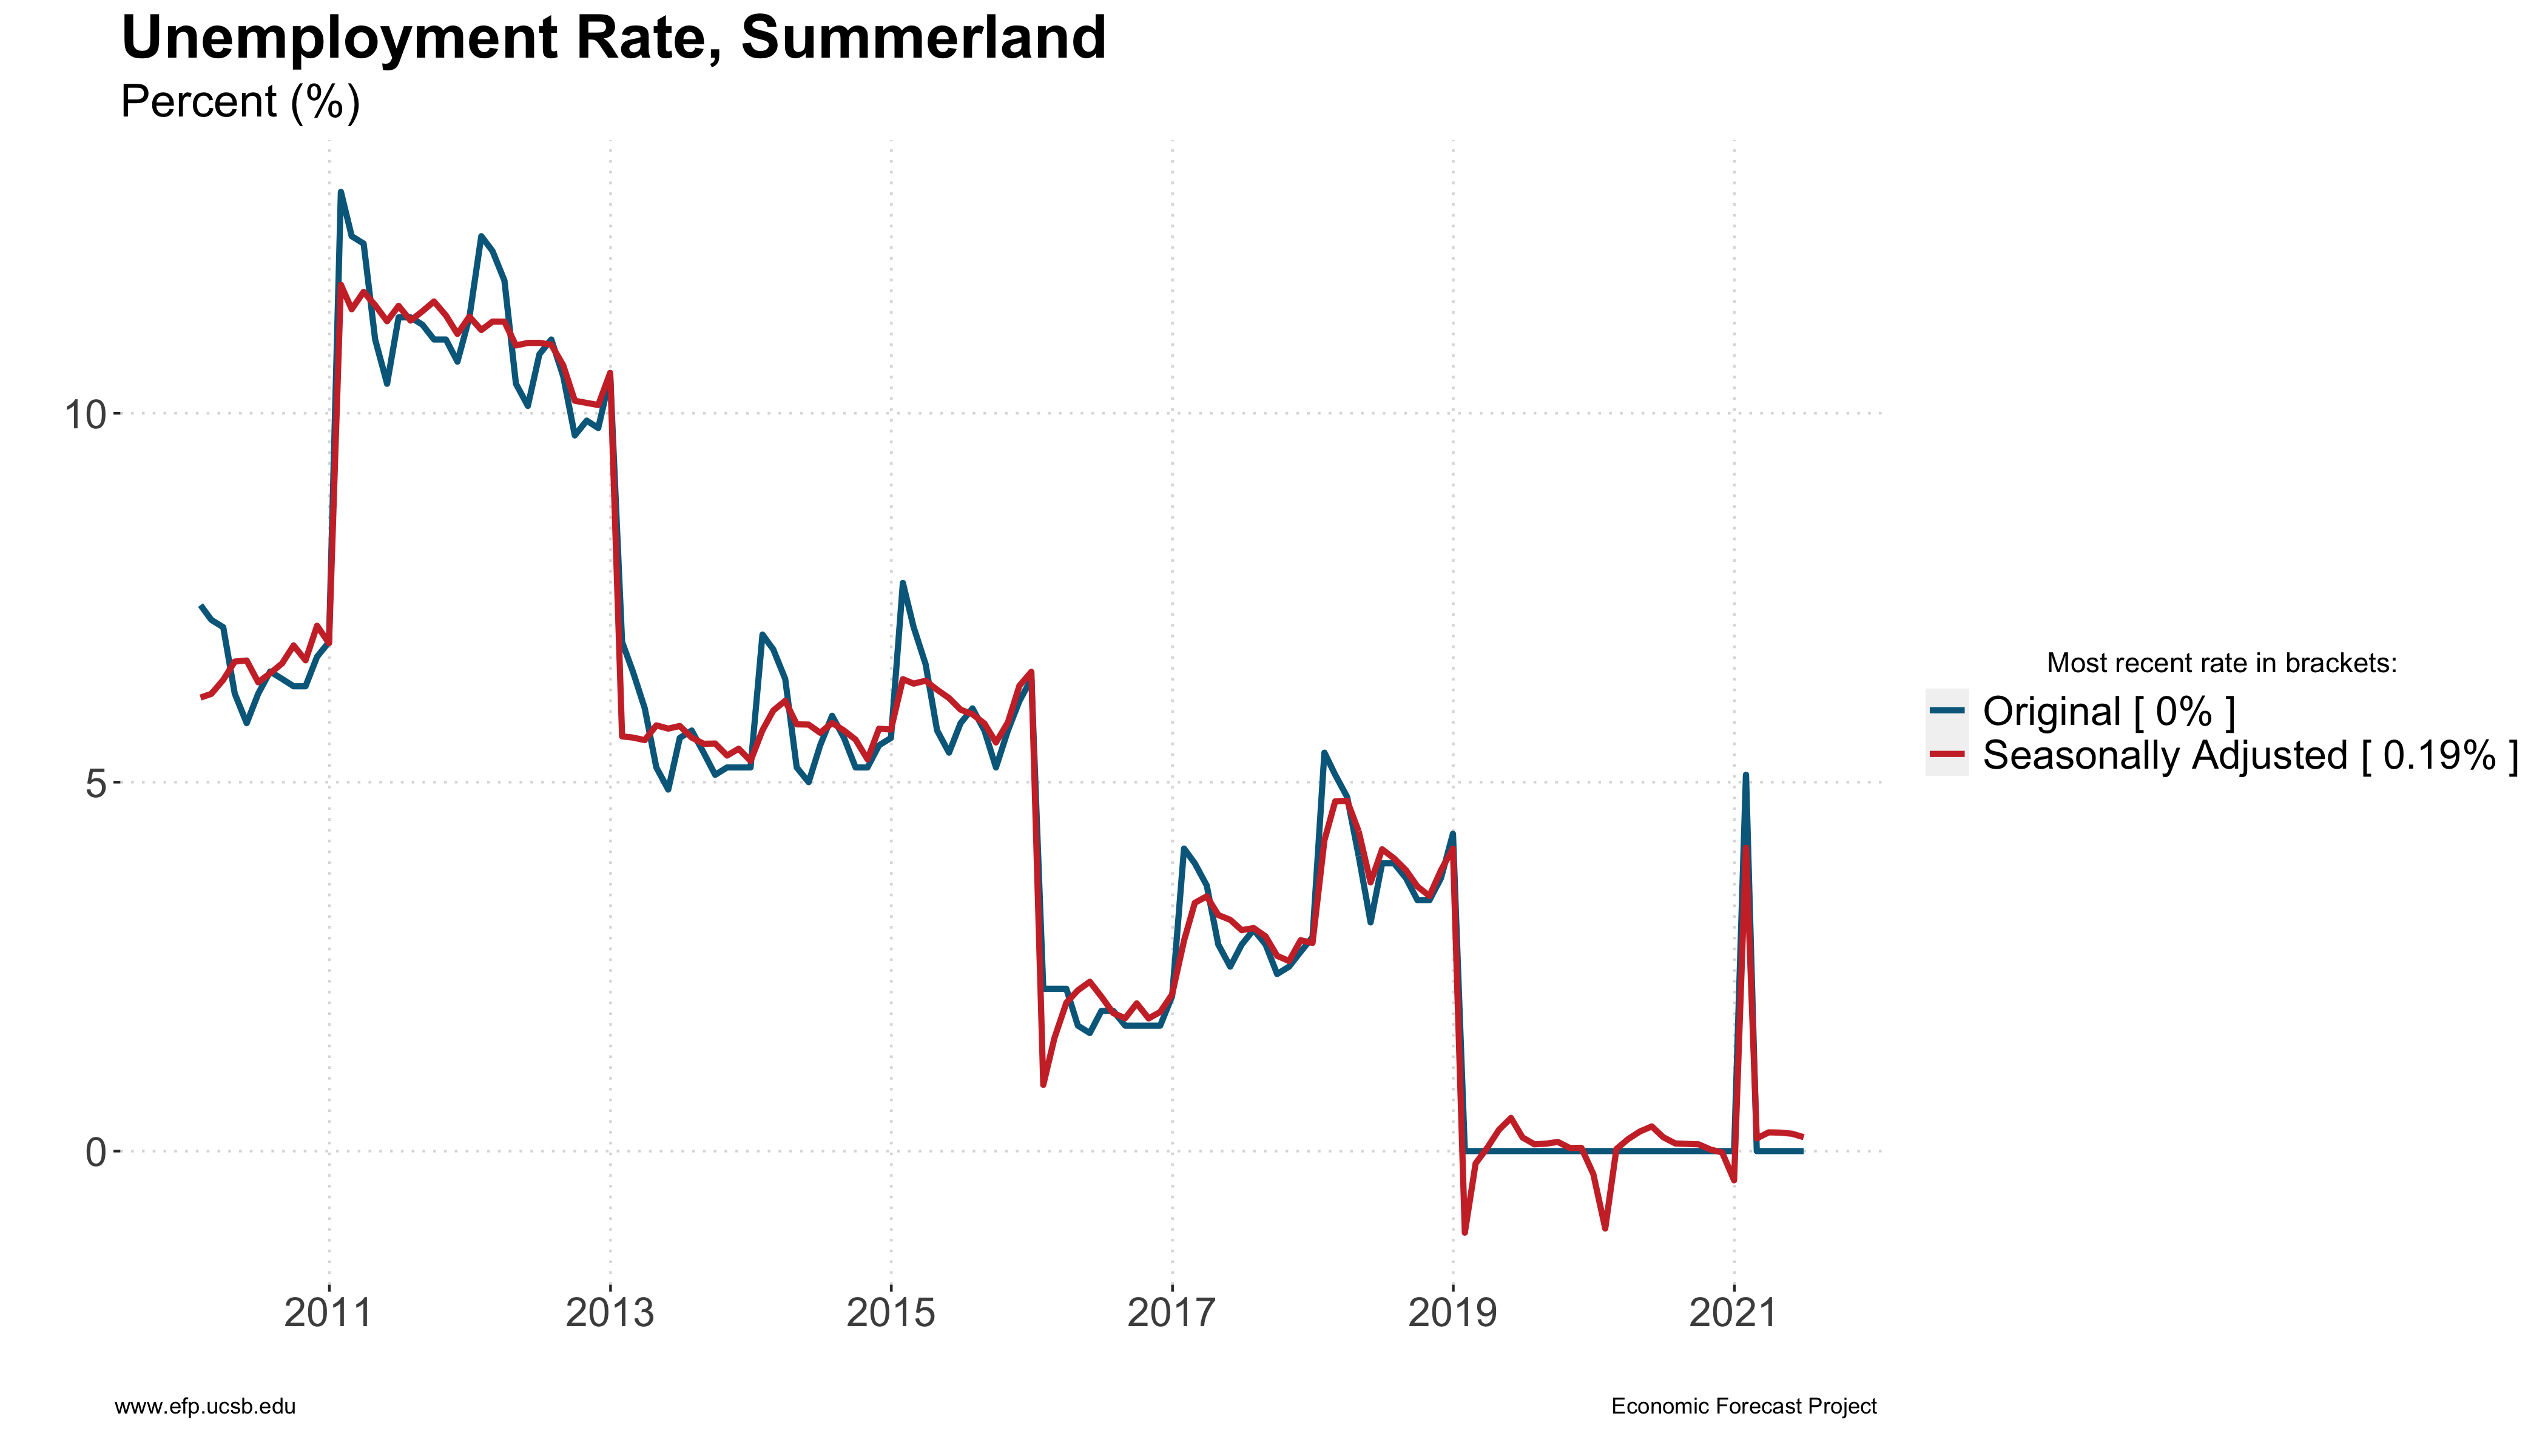 Unemployment Rate, Summerland
Percent (%)
10
5
0
2011
2013
2015
2017
2019
2021
Most recent rate in brackets:
Original [ 0% ]
Seasonally Adjusted [ 0.19% ]
www.efp.ucsb.edu
Economic Forecast Project